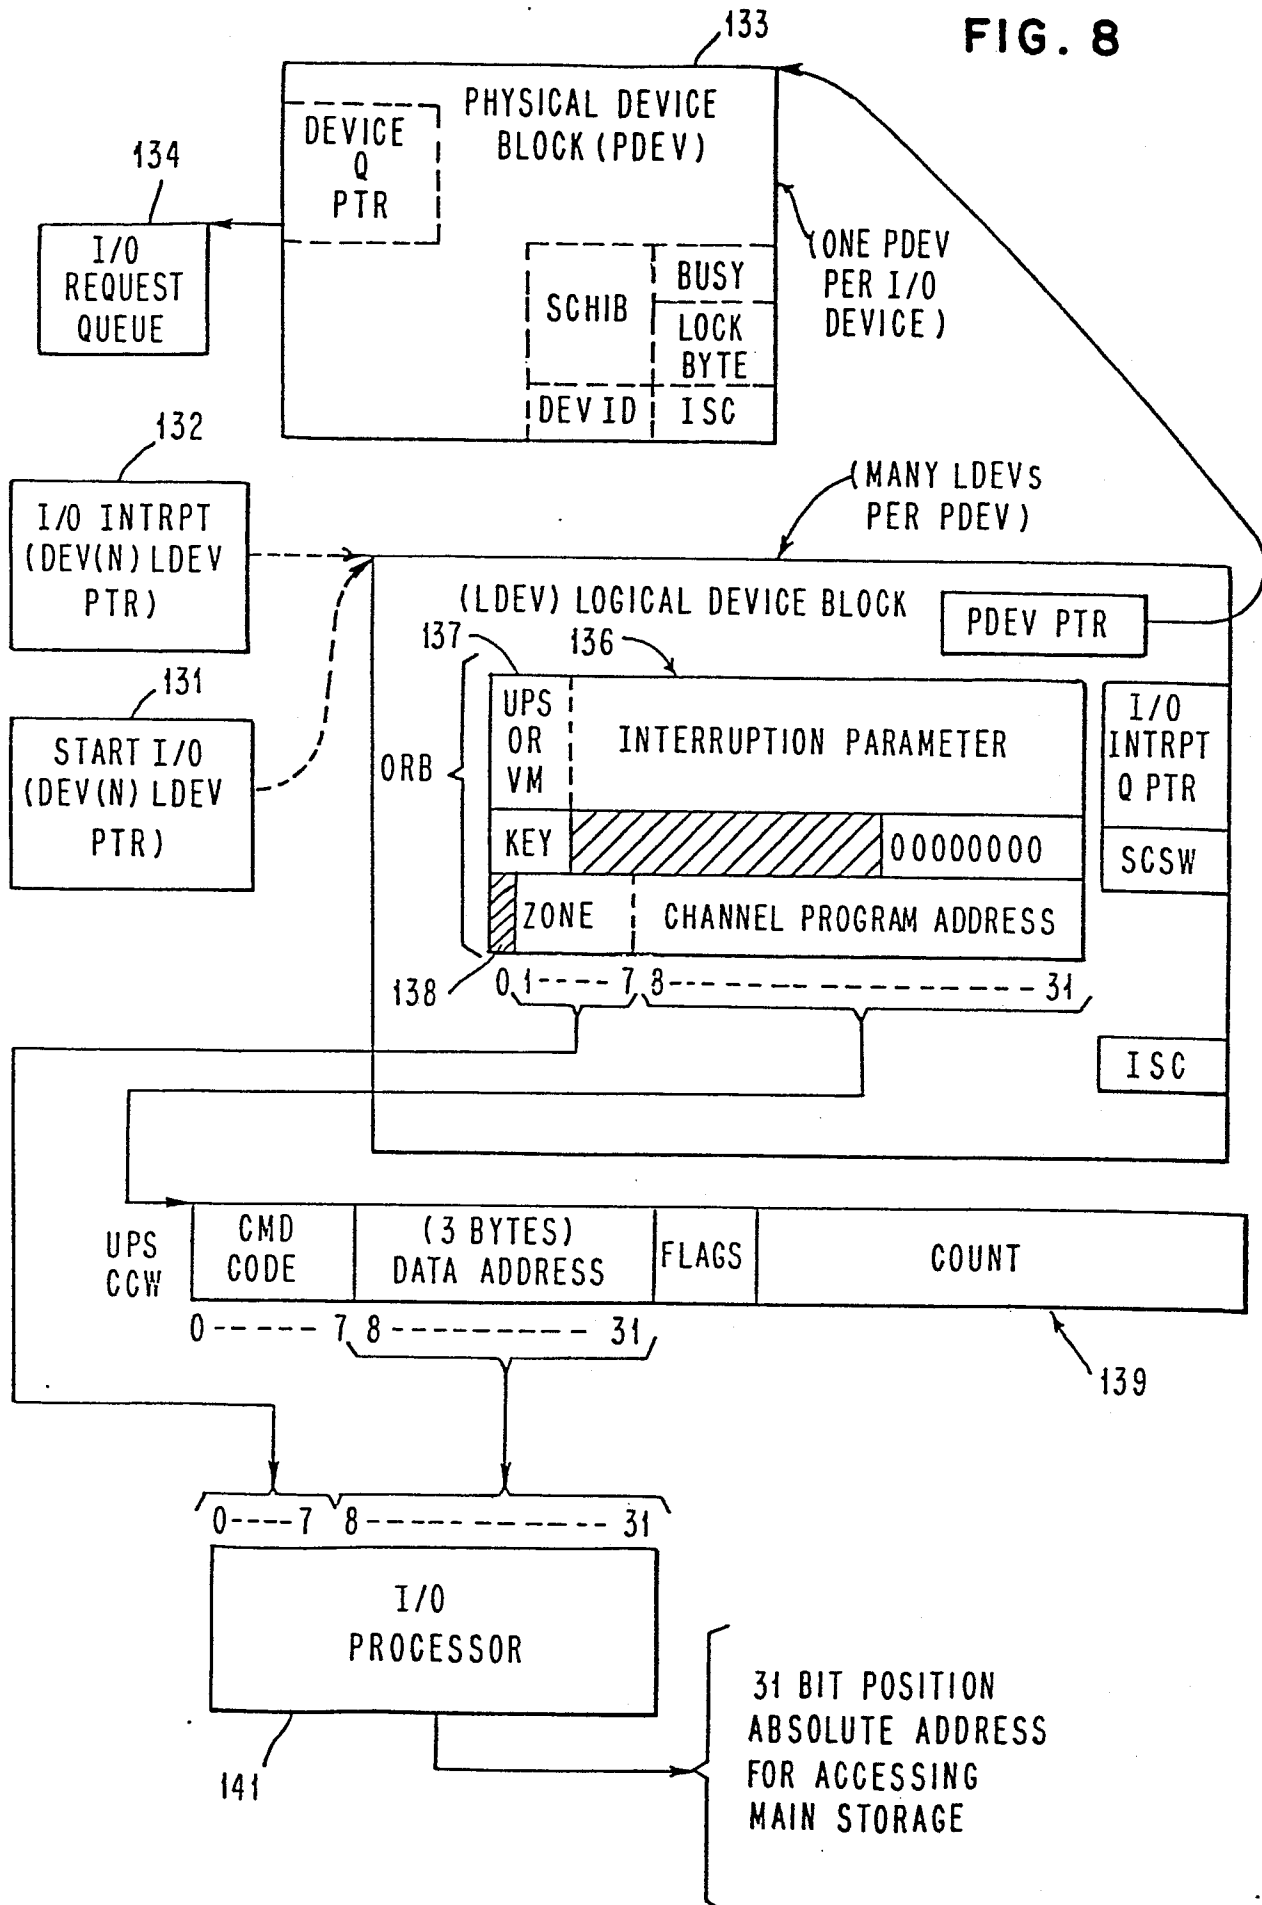 FIG. 8
133
PHYSICAL DEVICE
BLOCK (PDEV)
DEVICE
Q
PTR
134
I/O
REQUEST
QUEUE
(ONE PDEV
PER I/O
DEVICE)
SCHIB
BUSY
LOCK
BYTE
DEV ID
ISC
132
I/O INTRPT
(DEV(N) LDEV
PTR)
(MANY LDEVS
PER PDEV)
(LDEV) LOGICAL DEVICE BLOCK
PDEV PTR
137
136
131
START I/O
(DEV(N) LDEV
PTR)
ORB
UPS
OR
VM
INTERRUPTION PARAMETER
I/O
INTRPT
Q PTR
KEY
00000000
SCSW
ZONE
CHANNEL PROGRAM ADDRESS
138
0 1---- 7 8---------------- 31
ISC
UPS
CCW
CMD
CODE
(3 BYTES)
DATA ADDRESS
FLAGS
COUNT
0----- 7 8---------- 31
139
0----7 8------------ 31
I/O
PROCESSOR
141
31 BIT POSITION
ABSOLUTE ADDRESS
FOR ACCESSING
MAIN STORAGE